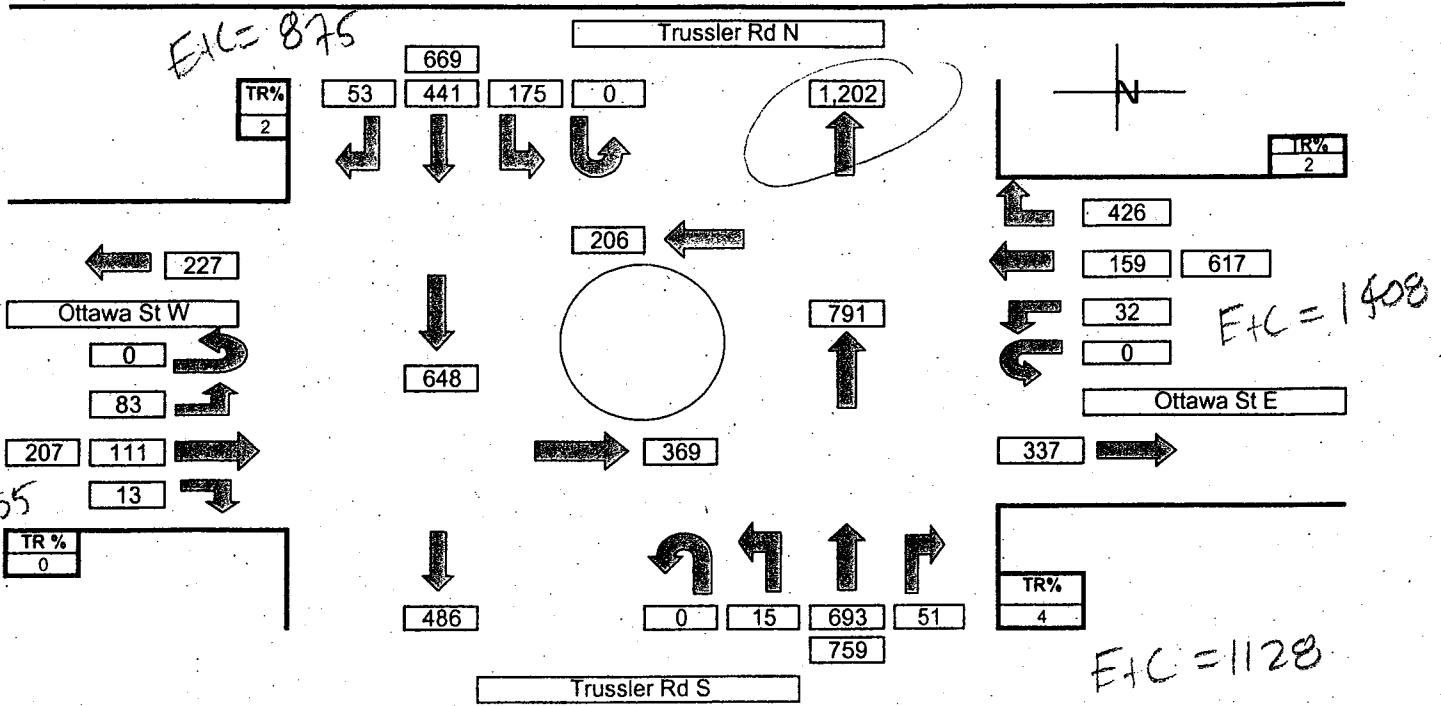 E+C= 875
Trussler Rd N
669
TR%
2
53 441 175 0
1,202
N
TR%
2
426
206
227
159 617
Ottawa St W
791
32
E+C = 1408
0
0
648
83
Ottawa St E
207 111
369
337
13
55
TR %
0
TR%
4
486
0 15 693 51
759
E+C = 1128
Trussler Rd S